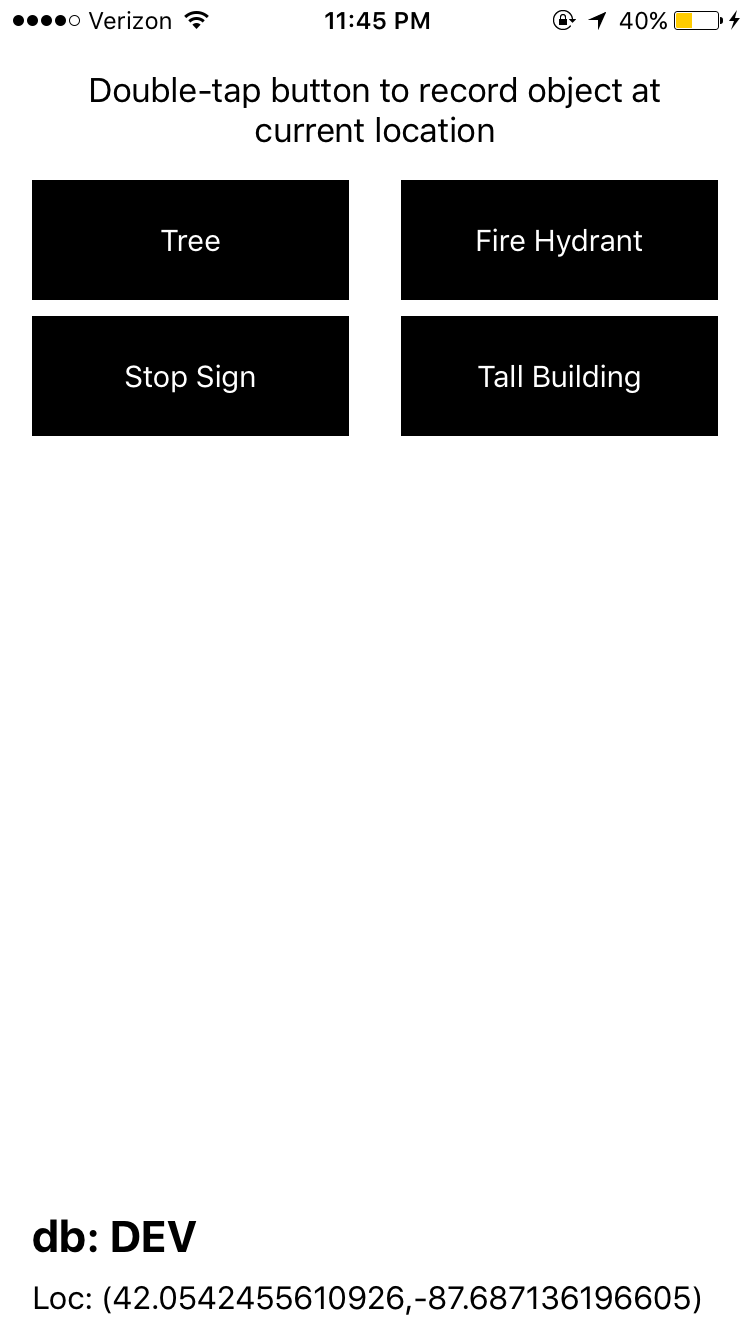 Verizon 11:45 PM 40%
Double-tap button to record object at
current location
Tree Fire Hydrant
Stop Sign Tall Building
db: DEV
Loc: (42.0542455610926,-87.687136196605)